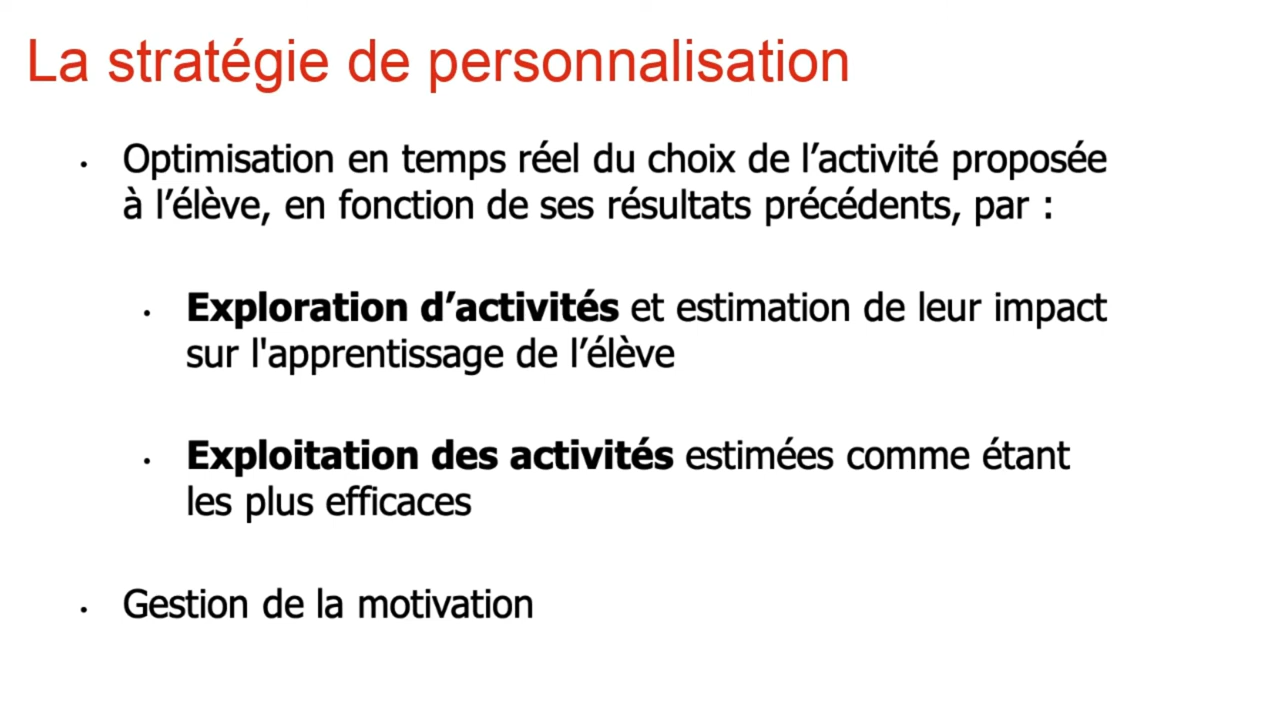 La stratégie de personnalisation
• Optimisation en temps réel du choix de l’activité proposée
à l’élève, en fonction de ses résultats précédents, par :
• Exploration d’activités et estimation de leur impact
sur l'apprentissage de l’élève
• Exploitation des activités estimées comme étant
les plus efficaces
• Gestion de la motivation